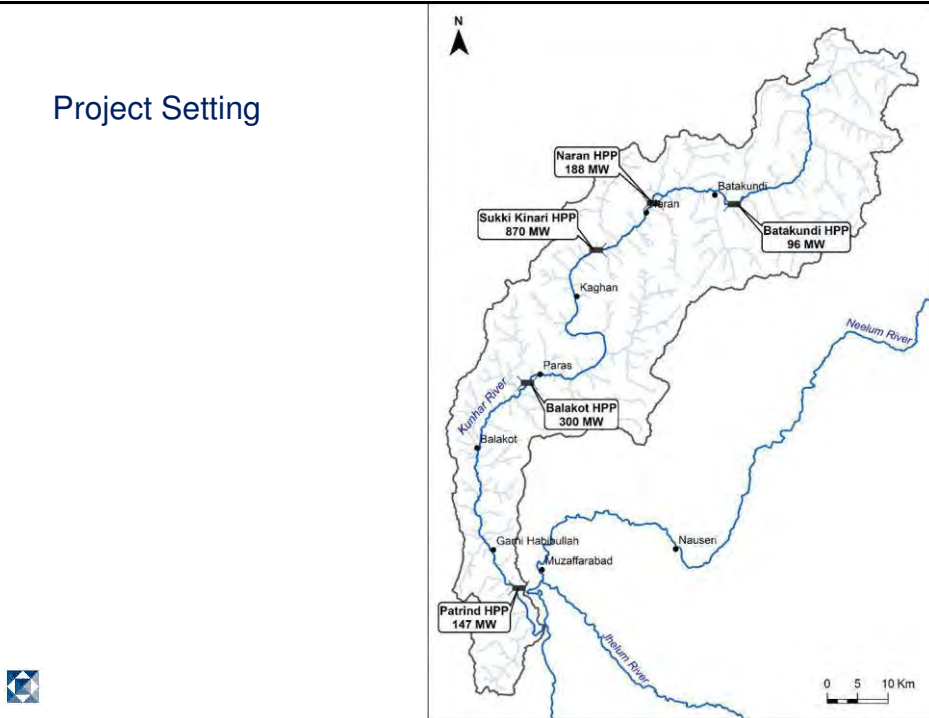 Project Setting
N
Naran HPP
188 MW
Batakundi
Naran
Sukki Kinari HPP
870 MW
Batakundi HPP
96 MW
Kaghan
Neelum River
Paras
Kunhar River
Balakot HPP
300 MW
Balakot
Garhi Habibullah
Nauseri
Muzaffarabad
Patrind HPP
147 MW
Jhelum River
0 5 10 Km